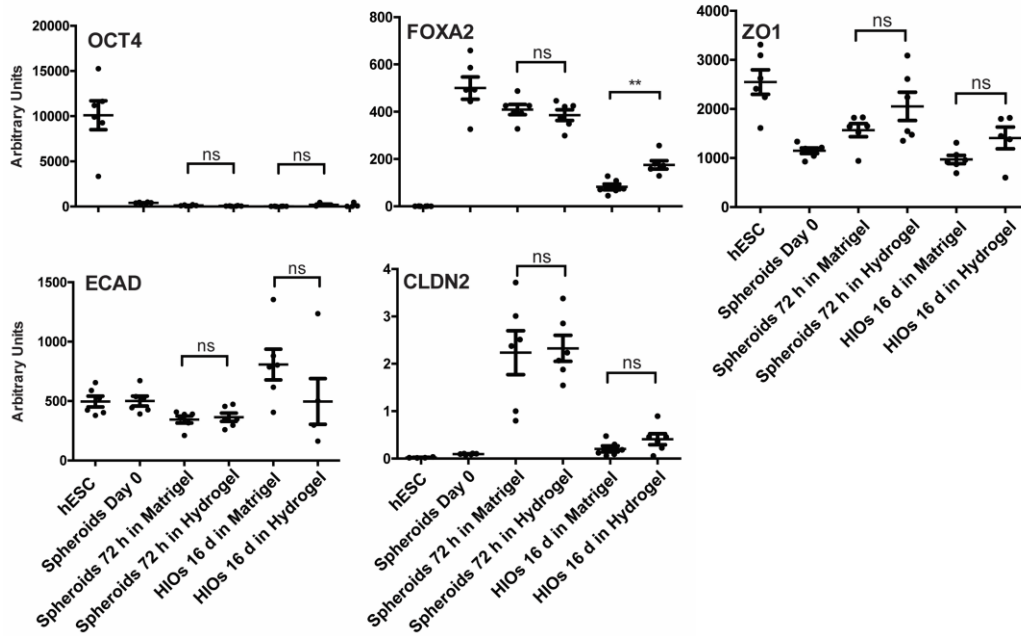 OCT4
Arbitrary Units
20000
15000
10000
5000
0
ns
ns
FOXA2
800
600
400
200
0
ns
**
ZO1
4000
3000
2000
1000
0
ns
ns
hESC
Spheroids Day 0
Spheroids 72 h in Matrigel
Spheroids 72 h in Hydrogel
HIOs 16 d in Matrigel
HIOs 16 d in Hydrogel
ECAD
Arbitrary Units
1500
1000
500
0
ns
ns
hESC
Spheroids Day 0
Spheroids 72 h in Matrigel
Spheroids 72 h in Hydrogel
HIOs 16 d in Matrigel
HIOs 16 d in Hydrogel
CLDN2
4
3
2
1
0
ns
ns
hESC
Spheroids Day 0
Spheroids 72 h in Matrigel
Spheroids 72 h in Hydrogel
HIOs 16 d in Matrigel
HIOs 16 d in Hydrogel